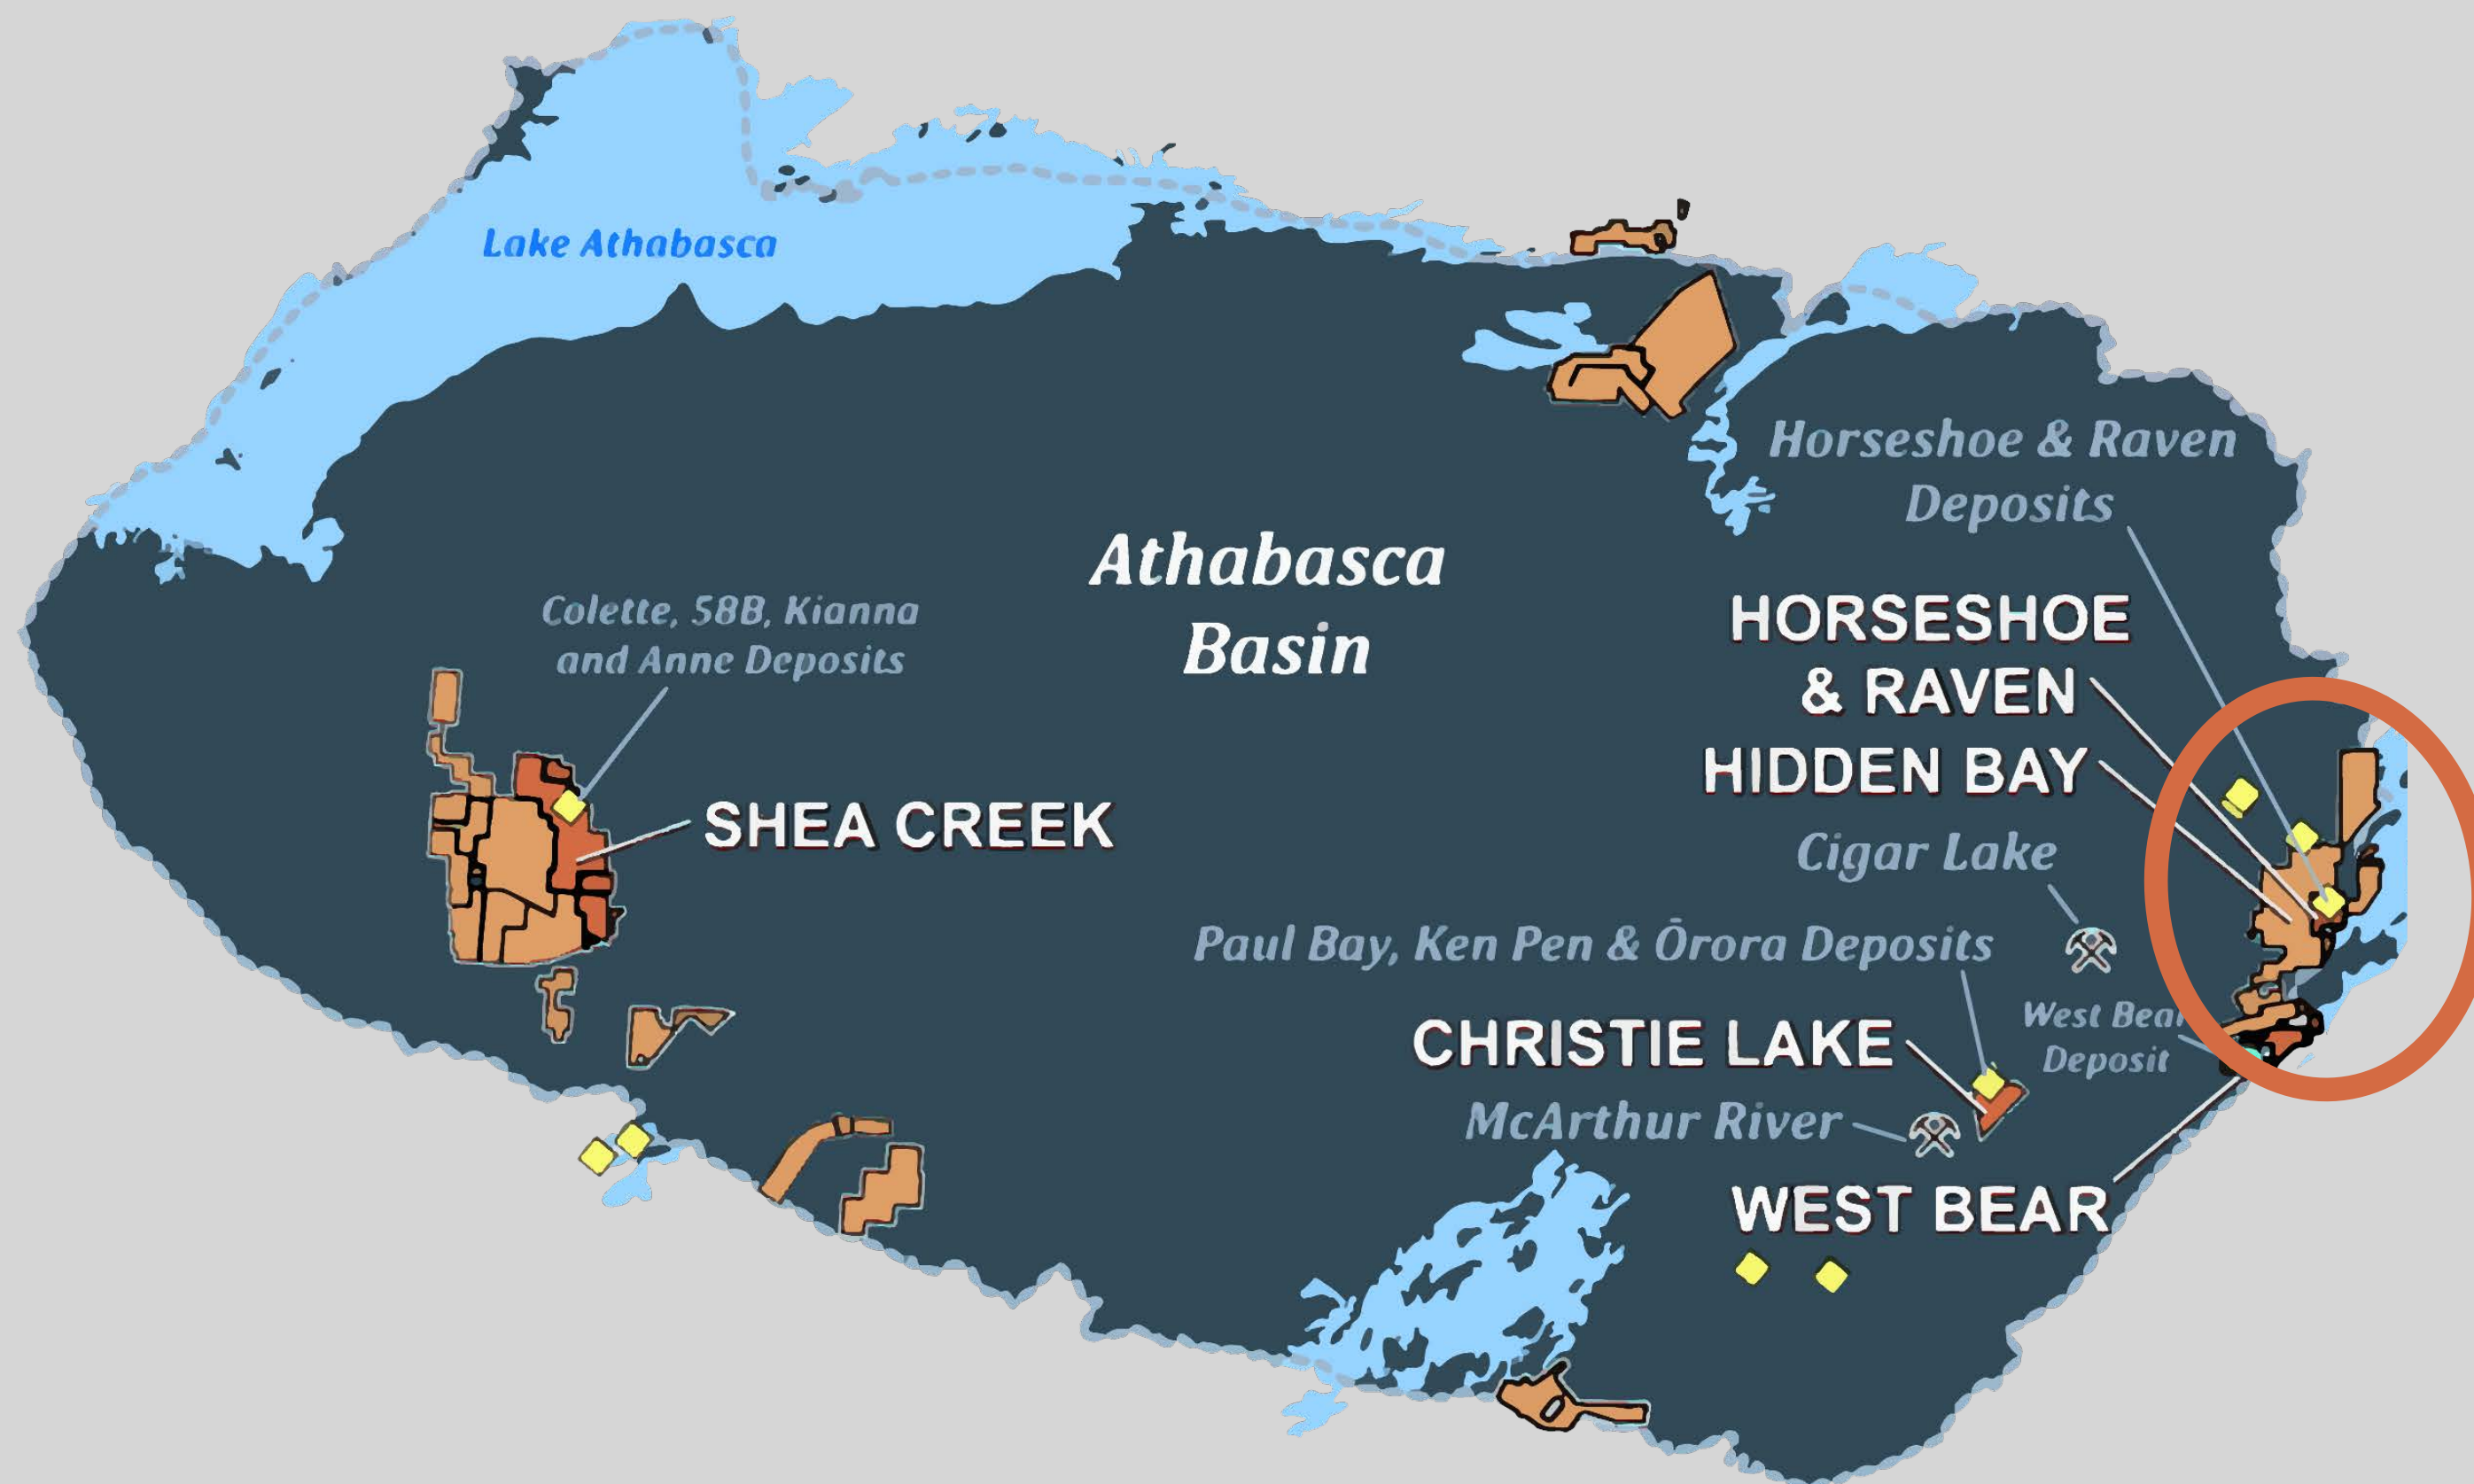 Lake Athabasca
Horseshoe & Raven
Deposits
Athabasca
Basin
Colette, 58B, Kianna
and Anne Deposits
HORSESHOE
& RAVEN
HIDDEN BAY
SHEA CREEK
Cigar Lake
Paul Bay, Ken Pen & Ōrora Deposits
West Bear
Deposit
CHRISTIE LAKE
McArthur River
WEST BEAR